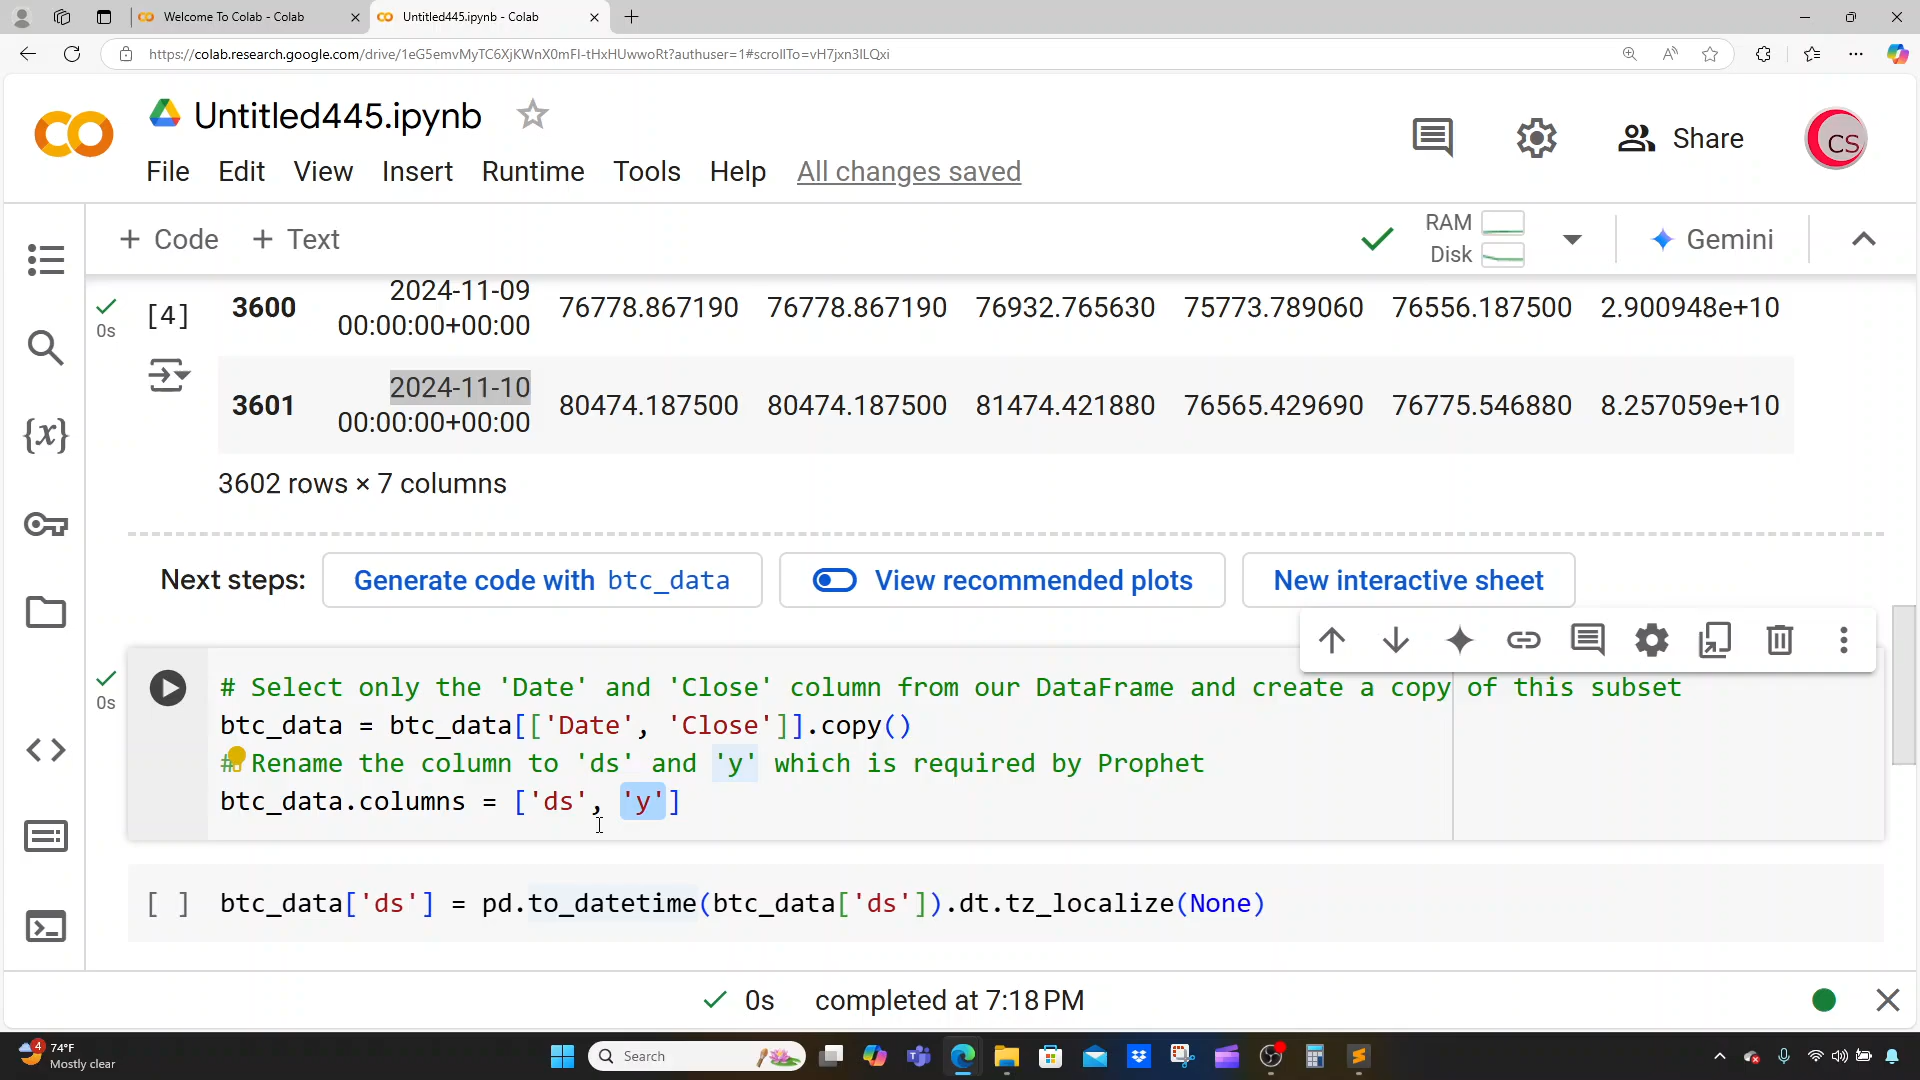 Welcome To Colab - Colab
Untitled445.ipynb - Colab
https://colab.research.google.com/drive/1eG5emvMyTC6XjKWnX0mFI-tHxHUwwoRt?authuser=1#scrollTo=vH7jxn3ILQxi
Untitled445.ipynb
File Edit View Insert Runtime Tools Help All changes saved
Share
CS
+ Code + Text
RAM
Disk
Gemini
0s
[4]
3600 2024-11-09 00:00:00+00:00 76778.867190 76778.867190 76932.765630 75773.789060 76556.187500 2.900948e+10
3601 2024-11-10 00:00:00+00:00 80474.187500 80474.187500 81474.421880 76565.429690 76775.546880 8.257059e+10
3602 rows × 7 columns
Next steps: Generate code with btc_data View recommended plots New interactive sheet
0s
# Select only the 'Date' and 'Close' column from our DataFrame and create a copy of this subset
btc_data = btc_data[['Date', 'Close']].copy()
# Rename the column to 'ds' and 'y' which is required by Prophet
btc_data.columns = ['ds', 'y']
[ ] btc_data['ds'] = pd.to_datetime(btc_data['ds']).dt.tz_localize(None)
0s completed at 7:18 PM
4
74°F
Mostly clear
Search